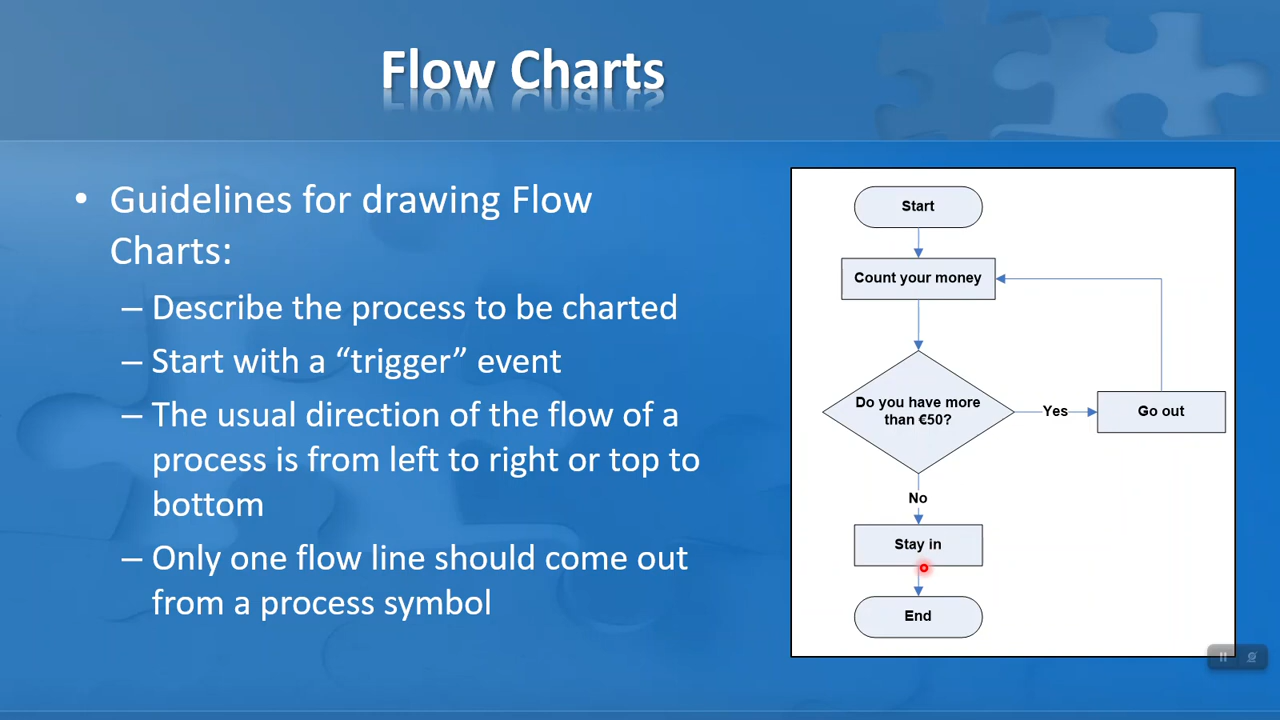 Flow Charts
• Guidelines for drawing Flow
Charts:
– Describe the process to be charted
– Start with a “trigger” event
– The usual direction of the flow of a
process is from left to right or top to
bottom
– Only one flow line should come out
from a process symbol
Start
Count your money
Do you have more
than €50?
Yes
Go out
No
Stay in
End